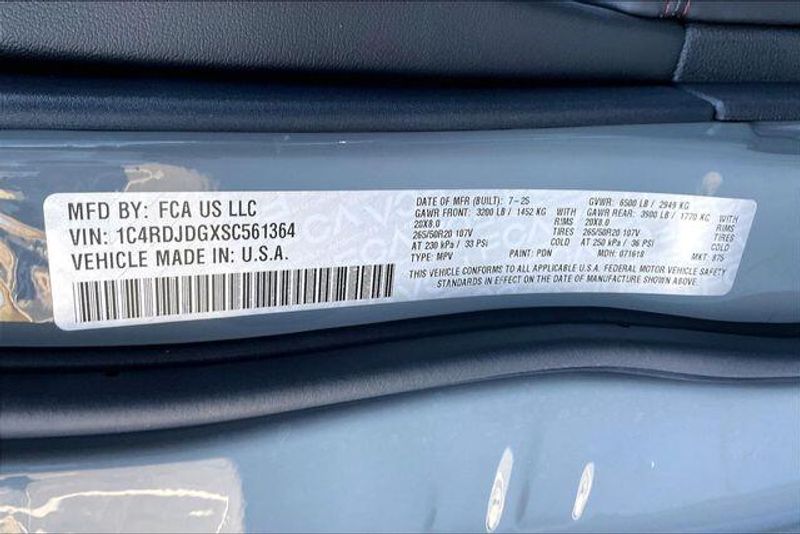 MFD BY: FCA US LLC
VIN: 1C4RDJDGXSC561364
VEHICLE MADE IN: U.S.A.
DATE OF MFR (BUILT): 7-25 GVWR: 6500 LB / 2949 KG
GAWR FRONT: 3200 LB / 1452 KG WITH GAWR REAR: 3900 LB / 1770 KG WITH
20X8.0 RIMS 20X8.0 RIMS
265/50R20 107V TIRES 265/50R20 107V TIRES
AT 230 kPa / 33 PSI COLD AT 250 kPa / 36 PSI COLD
TYPE: MPV PAINT: PDN MDH: 071618 MKT: 875
THIS VEHICLE CONFORMS TO ALL APPLICABLE U.S.A. FEDERAL MOTOR VEHICLE SAFETY
STANDARDS IN EFFECT ON THE DATE OF MANUFACTURE SHOWN ABOVE.